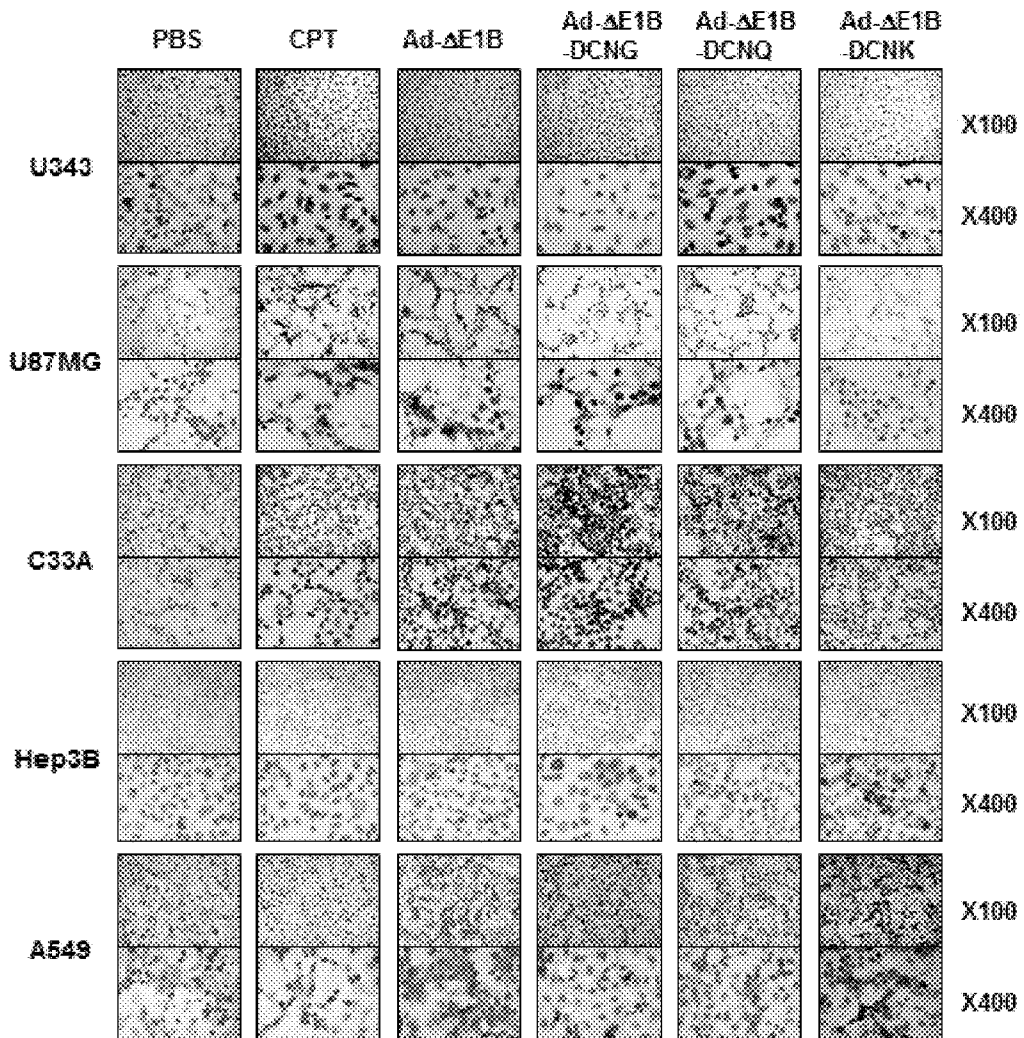 PBS CPT Ad-ΔE1B Ad-ΔE1B -DCNG Ad-ΔE1B -DCNQ Ad-ΔE1B -DCNK
U343 X100
X400
U87MG X100
X400
C33A X100
X400
Hep3B X100
X400
A549 X100
X400